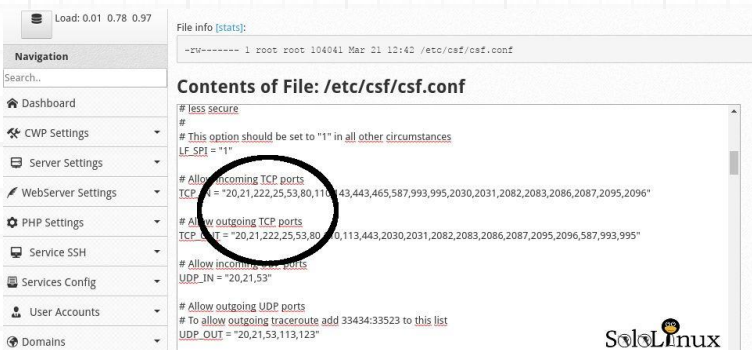 Load: 0.01 0.78 0.97
Navigation
Search..
Dashboard
CWP Settings
Server Settings
WebServer Settings
PHP Settings
Service SSH
Services Config
User Accounts
Domains
File info [stats]:
-rw------- 1 root root 104041 Mar 21 12:42 /etc/csf/csf.conf
Contents of File: /etc/csf/csf.conf
# less secure
#
# This option should be set to "1" in all other circumstances
LF_SPI = "1"
# Allow incoming TCP ports
TCP_IN = "20,21,222,25,53,80,110,143,443,465,587,993,995,2030,2031,2082,2083,2086,2087,2095,2096"
# Allow outgoing TCP ports
TCP_OUT = "20,21,222,25,53,80,110,113,443,2030,2031,2082,2083,2086,2087,2095,2096,587,993,995"
# Allow incoming UDP ports
UDP_IN = "20,21,53"
# Allow outgoing UDP ports
# To allow outgoing traceroute add 33434:33523 to this list
UDP_OUT = "20,21,53,113,123"
SoloLinux